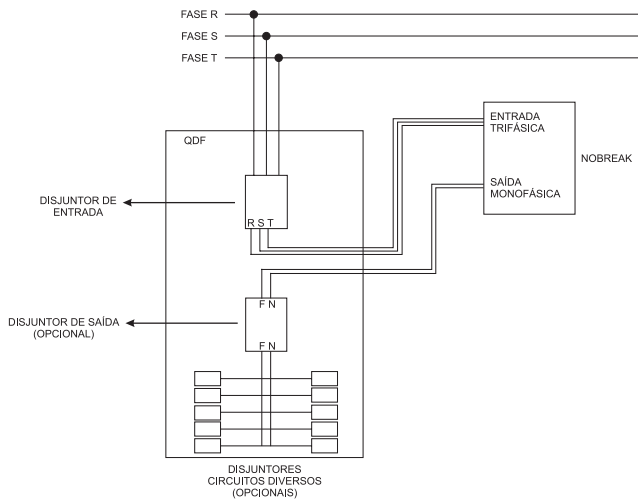 FASE R
FASE S
FASE T
QDF
ENTRADA
TRIFÁSICA
NOBREAK
SAÍDA
MONOFÁSICA
DISJUNTOR DE
ENTRADA
R S T
F N
DISJUNTOR DE SAÍDA
(OPCIONAL)
F N
DISJUNTORES
CIRCUITOS DIVERSOS
(OPCIONAIS)